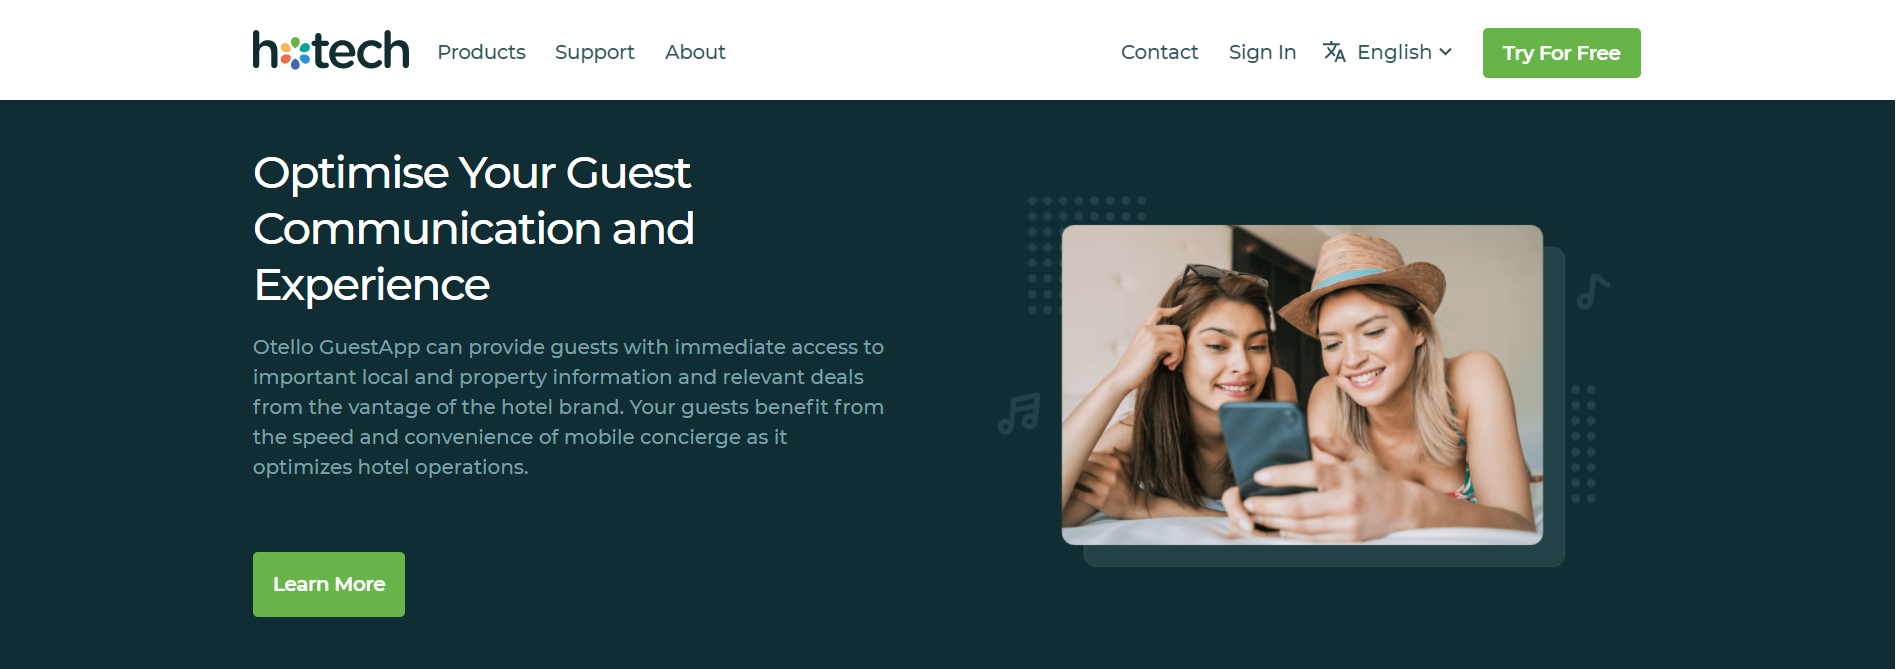 hotech
Products
Support
About
Contact
Sign In
English
Try For Free
Optimise Your Guest
Communication and
Experience
Otello GuestApp can provide guests with immediate access to
important local and property information and relevant deals
from the vantage of the hotel brand. Your guests benefit from
the speed and convenience of mobile concierge as it
optimizes hotel operations.
Learn More